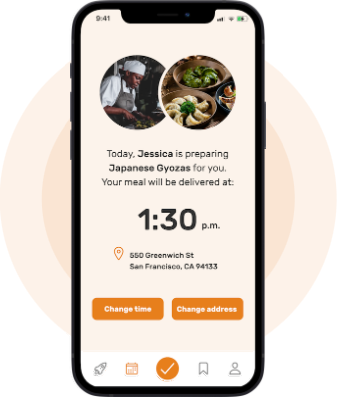 9:41
Today, Jessica is preparing
Japanese Gyozas for you.
Your meal will be delivered at:
1:30 p.m.
550 Greenwich St
San Francisco, CA 94133
Change time
Change address